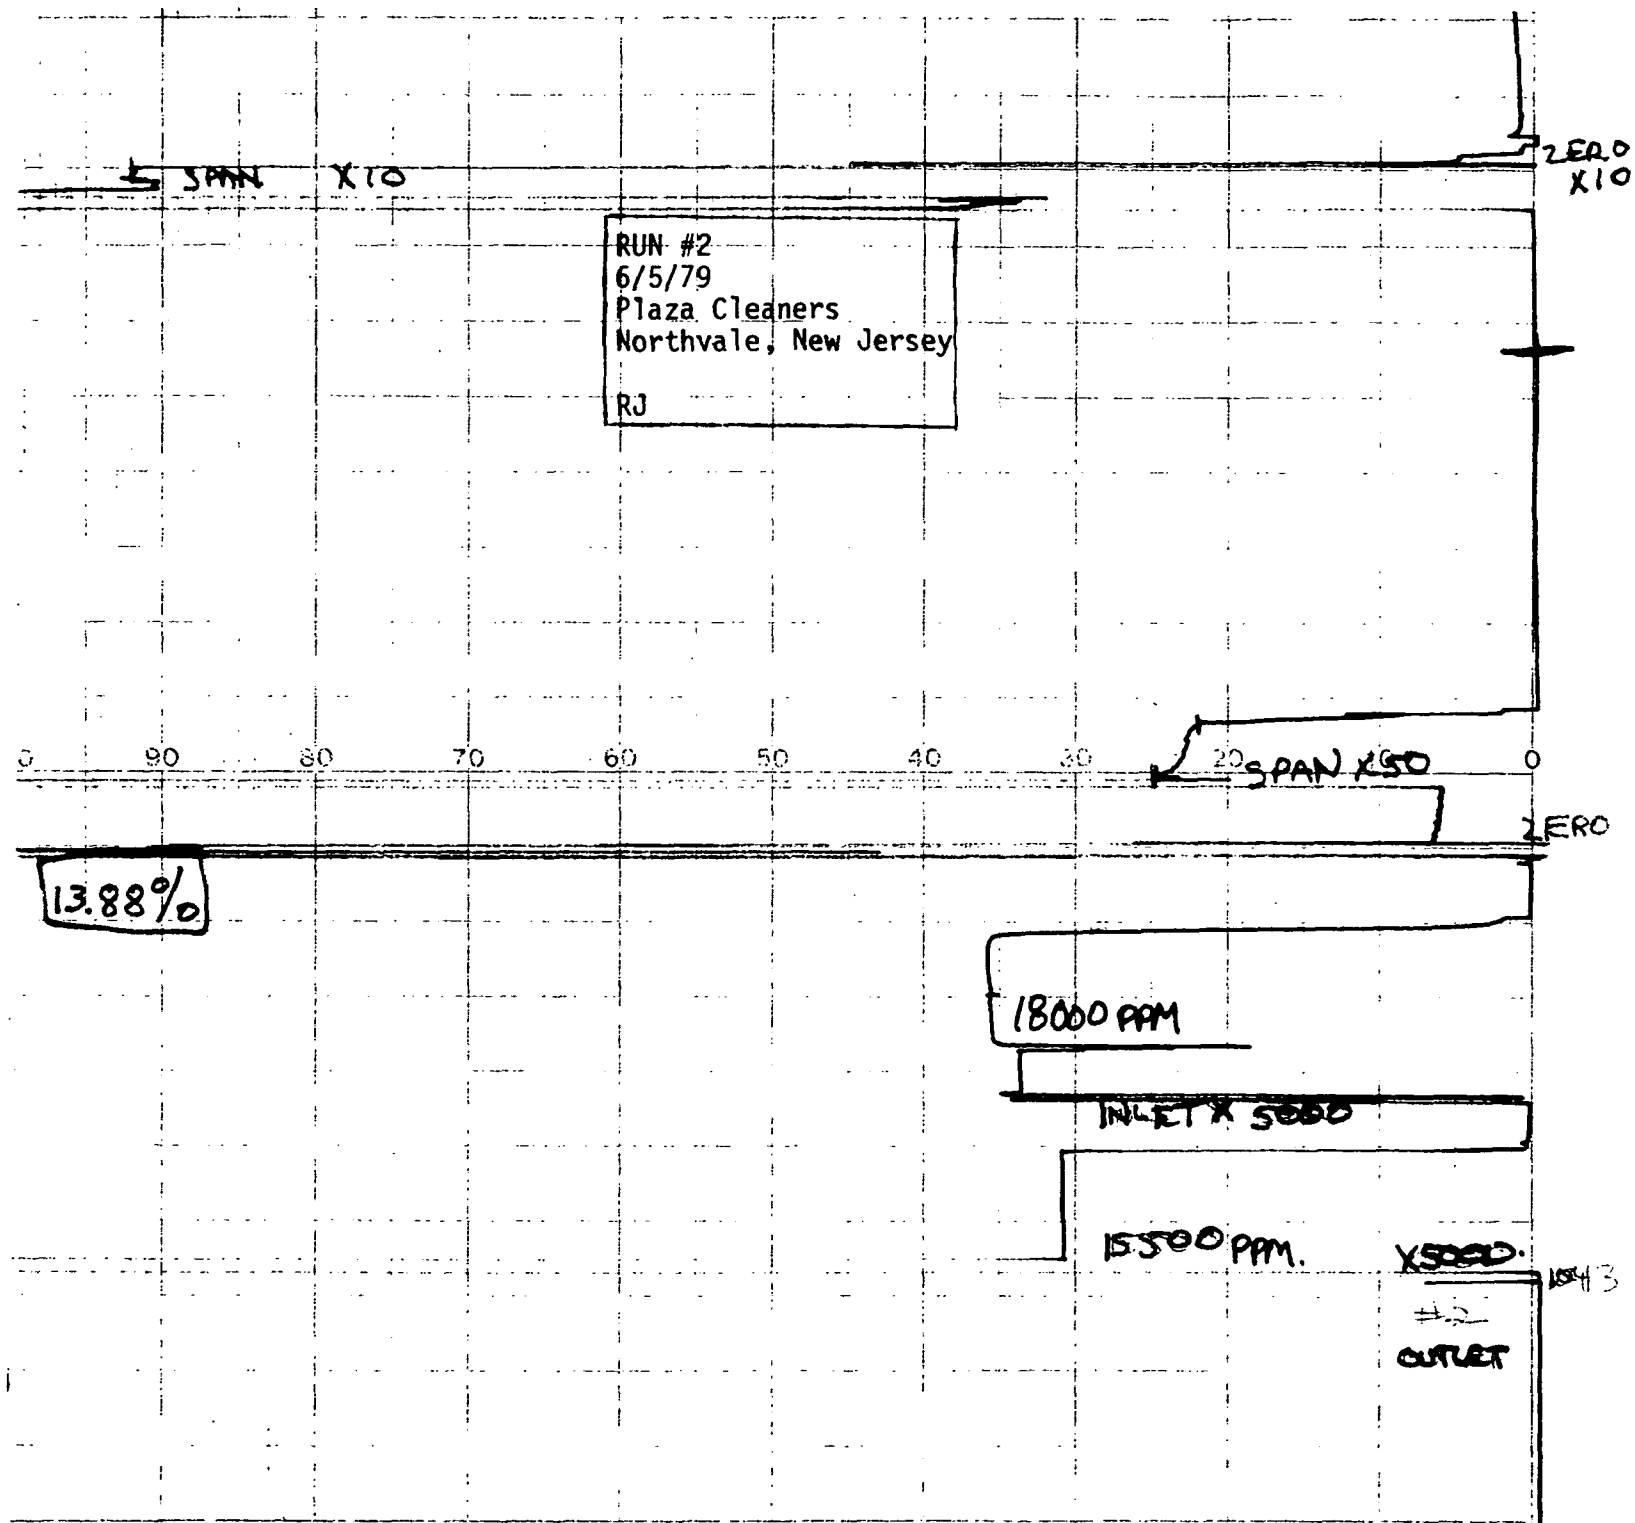 ZERO
X10
SPAN X10
RUN #2
6/5/79
Plaza Cleaners
Northvale, New Jersey
RJ
0 90 80 70 60 50 40 30 20 10 0
SPAN X50
ZERO
13.88%
18000 PPM
INLET X 5000
15500 PPM.
X5000.
#2
OUTLET